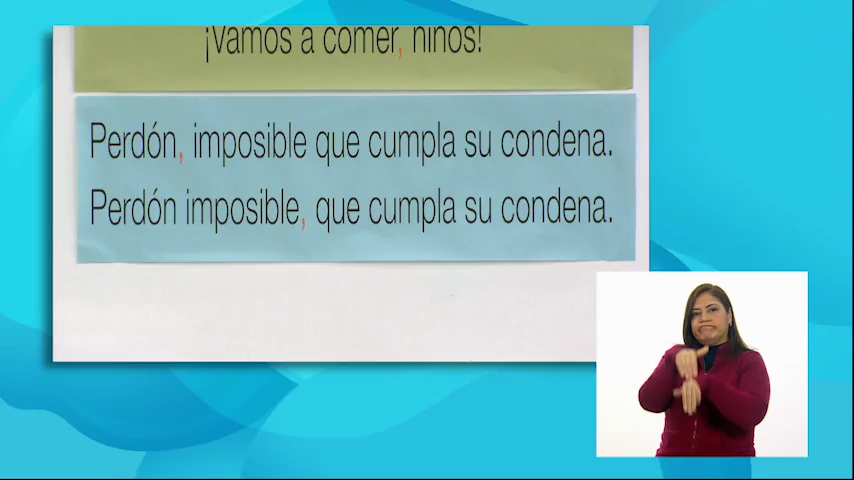 ¡Vamos a comer, niños!
Perdón, imposible que cumpla su condena.
Perdón imposible, que cumpla su condena.